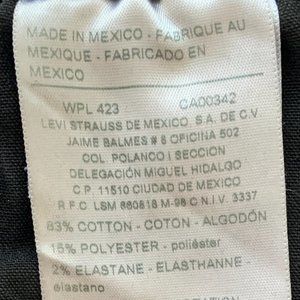 MADE IN MEXICO - FABRIQUE AU
MEXIQUE - FABRICADO EN
MEXICO
WPL 423 CA00342
LEVI STRAUSS DE MEXICO, S.A. DE C.V
JAIME BALMES # 8 OFICINA 502
COL. POLANCO I SECCION
DELEGACIÓN MIGUEL HIDALGO
C.P. 11510 CIUDAD DE MEXICO
R F C. LSM 860818 M-98 C.N.I.V. 3337
83% COTTON - COTON - ALGODÓN
15% POLYESTER - poliéster
2% ELASTANE - ELASTHANNE -
elastano